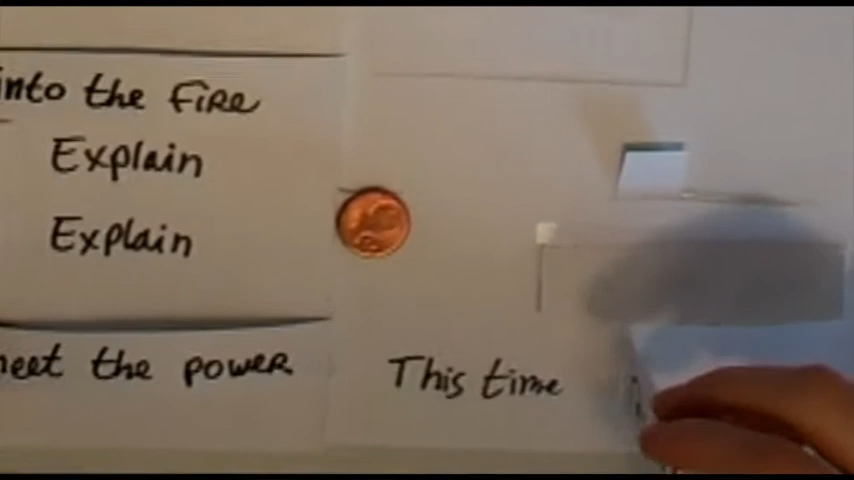 into the fire
Explain
Explain
meet the power
This time